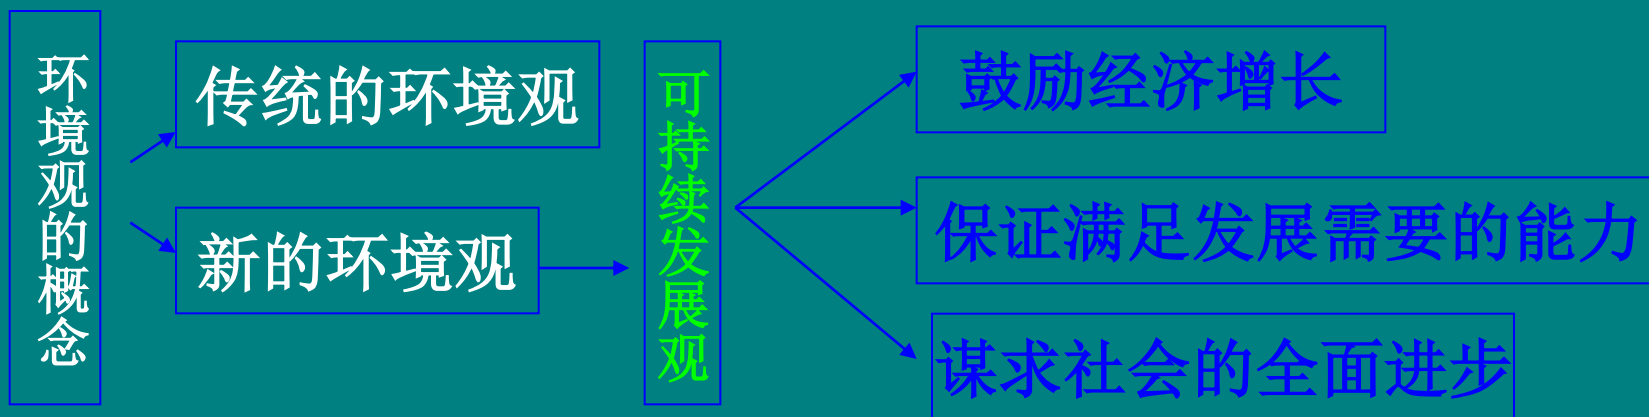 环境观的概念
传统的环境观
新的环境观
可持续发展观
鼓励经济增长
保证满足发展需要的能力
谋求社会的全面进步